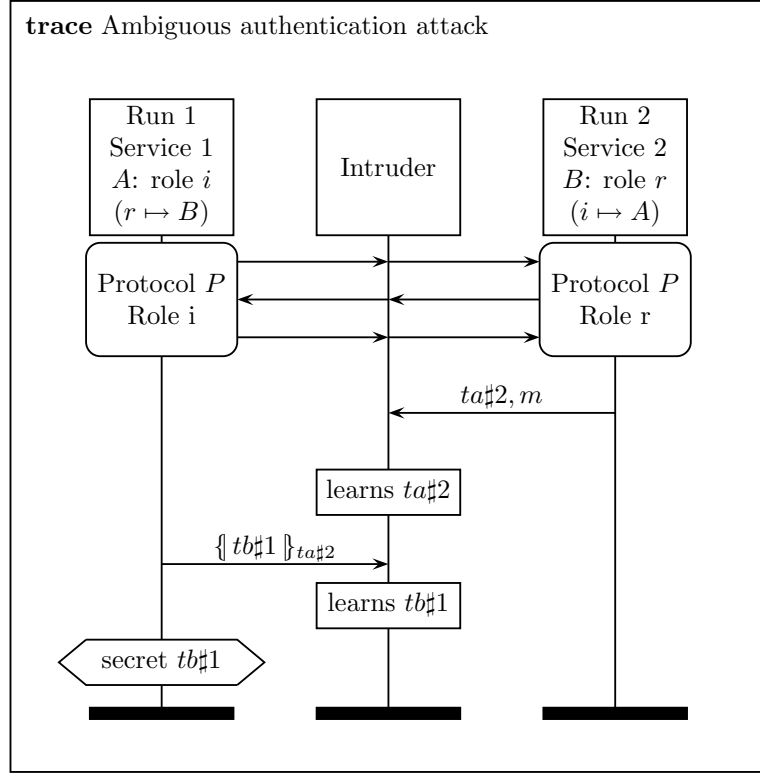 trace Ambiguous authentication attack
Run 1
Service 1
A: role i
(r ↦ B)
Intruder
Run 2
Service 2
B: role r
(i ↦ A)
Protocol P
Role i
Protocol P
Role r
ta♯2, m
learns ta♯2
{| tb♯1 |}ta♯2
learns tb♯1
secret tb♯1